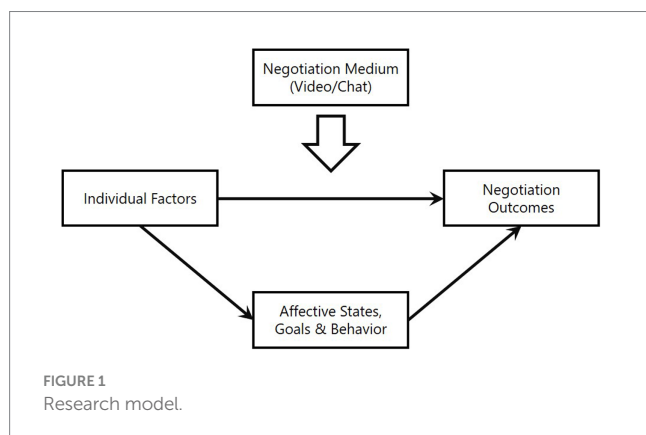 Negotiation Medium
(Video/Chat)
Individual Factors
Negotiation
Outcomes
Affective States,
Goals & Behavior
FIGURE 1
Research model.